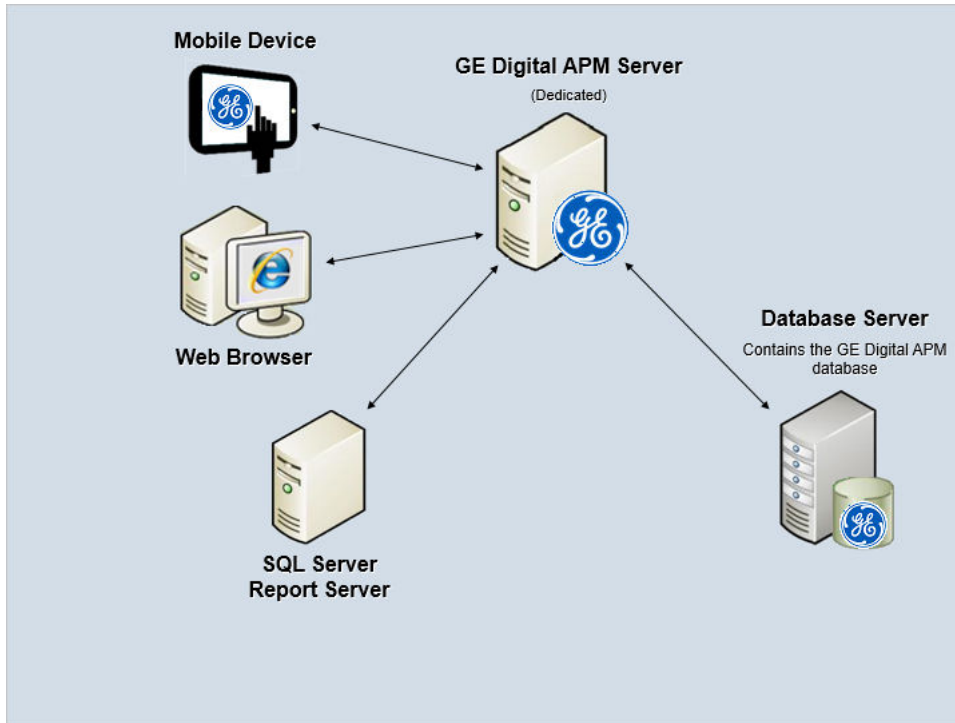 Mobile Device
GE Digital APM Server
(Dedicated)
Web Browser
Database Server
Contains the GE Digital APM
database
SQL Server
Report Server